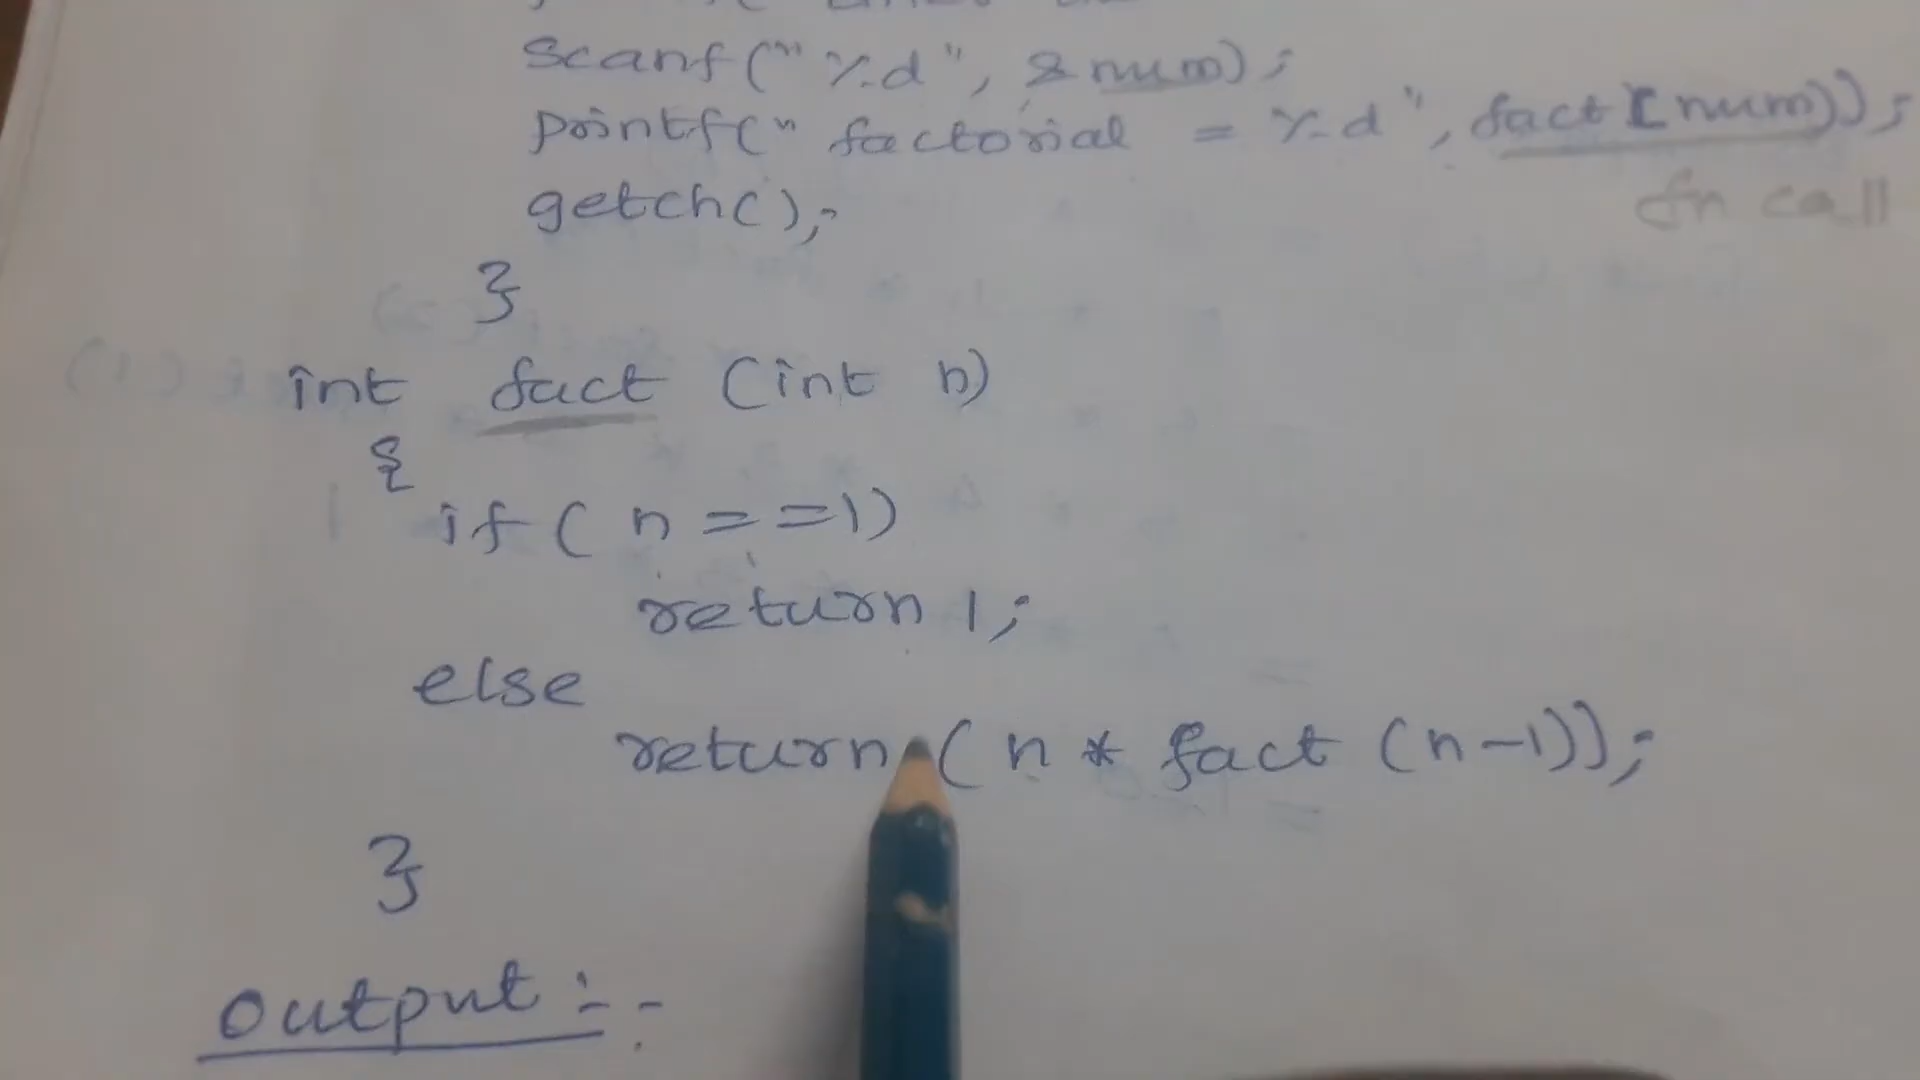 scanf("%d", &num);
printf(" factorial = %d", fact(num));
fn call
getch();
}
int fact (int n)
{
if ( n = =1)
return 1;
else
return ( n * fact (n-1));
}
output :-